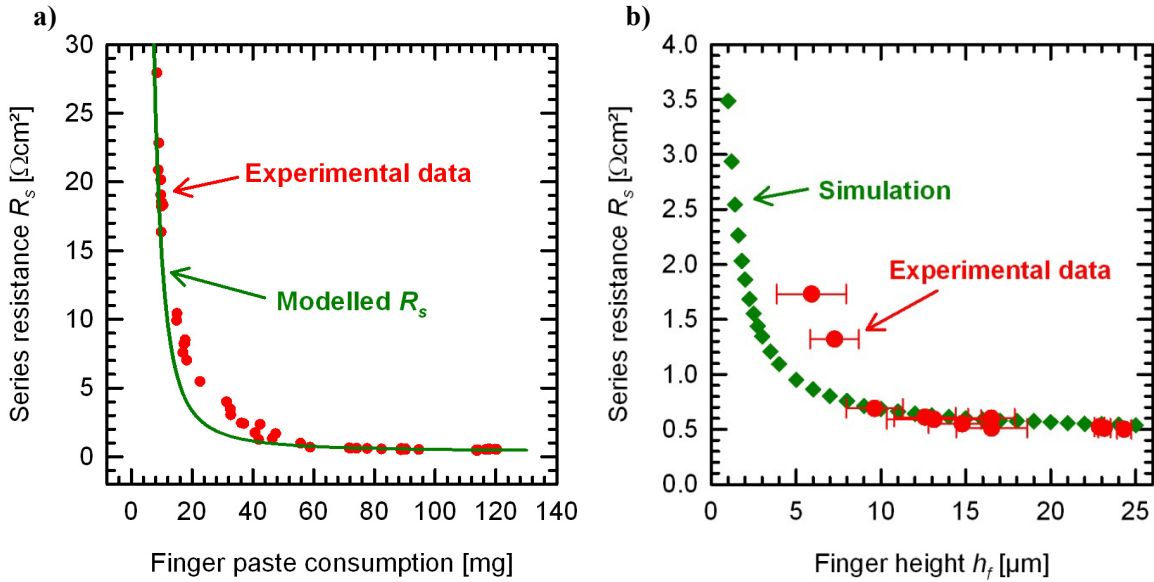 a)
Series resistance R_s [Ωcm²]
30
25
20
15
10
5
0
0 20 40 60 80 100 120 140
Finger paste consumption [mg]
Experimental data
Modelled R_s
b)
Series resistance R_s [Ωcm²]
4.0
3.5
3.0
2.5
2.0
1.5
1.0
0.5
0.0
0 5 10 15 20 25
Finger height h_f [µm]
Simulation
Experimental data